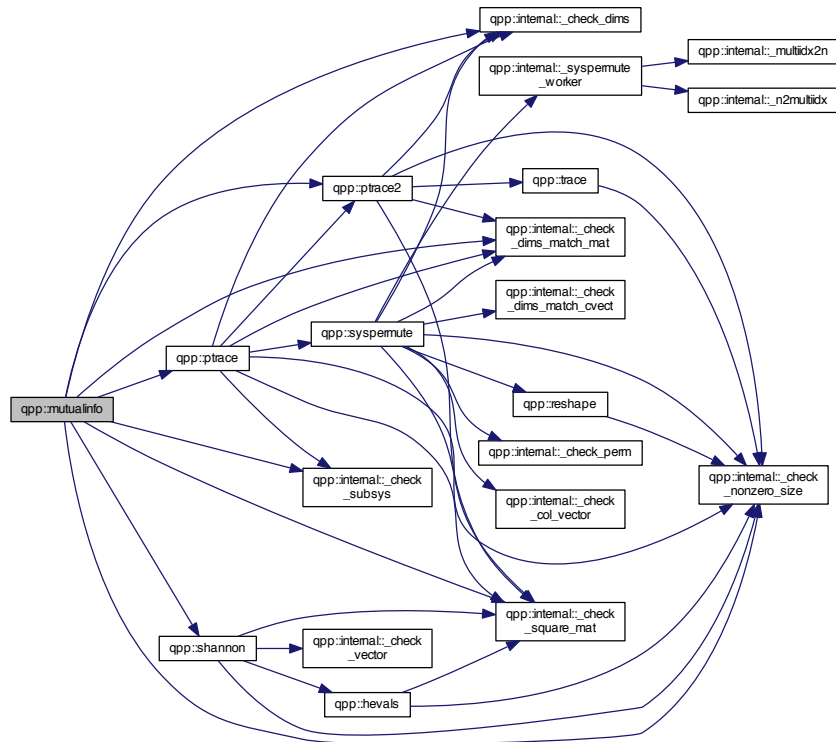 qpp::internal::_check_dims
qpp::internal::_syspermute
_worker
qpp::internal::_multiidx2n
qpp::internal::_n2multiidx
qpp::ptrace2
qpp::trace
qpp::internal::_check
_dims_match_mat
qpp::internal::_check
_dims_match_cvect
qpp::syspermute
qpp::ptrace
qpp::mutualinfo
qpp::reshape
qpp::internal::_check_perm
qpp::internal::_check
_subsys
qpp::internal::_check
_nonzero_size
qpp::internal::_check
_col_vector
qpp::internal::_check
_square_mat
qpp::shannon
qpp::internal::_check
_vector
qpp::hevals